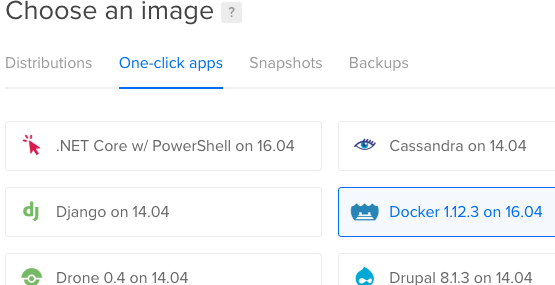 Choose an image ?
Distributions One-click apps Snapshots Backups
.NET Core w/ PowerShell on 16.04
Cassandra on 14.04
dj Django on 14.04
Docker 1.12.3 on 16.04
Drone 0.4 on 14.04
Drupal 8.1.3 on 14.04